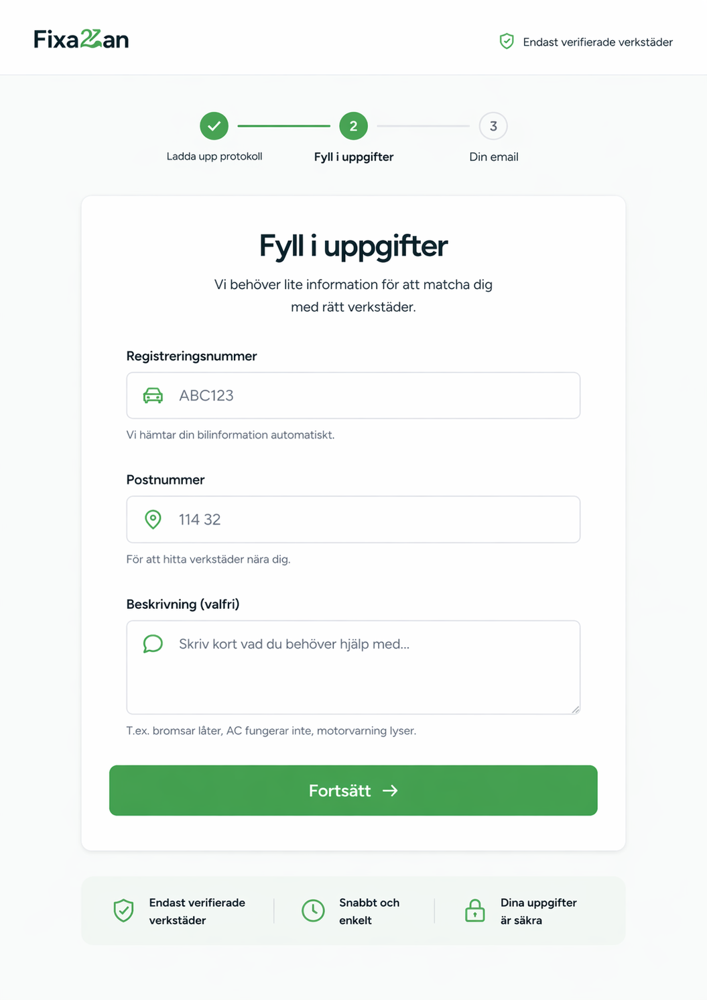 Fixa22an
Endast verifierade verkstäder
2
3
Ladda upp protokoll
Fyll i uppgifter
Din email
Fyll i uppgifter
Vi behöver lite information för att matcha dig
med rätt verkstäder.
Registreringsnummer
ABC123
Vi hämtar din bilinformation automatiskt.
Postnummer
114 32
För att hitta verkstäder nära dig.
Beskrivning (valfri)
Skriv kort vad du behöver hjälp med...
T.ex. bromsar låter, AC fungerar inte, motorvarning lyser.
Fortsätt →
Endast verifierade
verkstäder
Snabbt och
enkelt
Dina uppgifter
är säkra